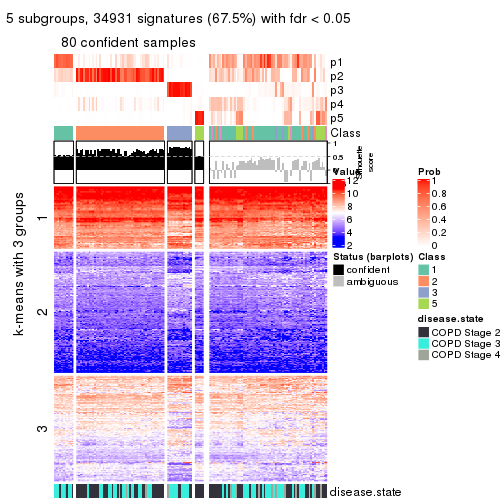 5 subgroups, 34931 signatures (67.5%) with fdr < 0.05
80 confident samples
p1
p2
p3
p4
p5
Class
1
0.5
0
Silhouette
score
k-means with 3 groups
1
2
3
Value
12
10
8
6
4
2
Prob
1
0.8
0.6
0.4
0.2
0
Status (barplots)
confident
ambiguous
Class
1
2
3
5
disease.state
COPD Stage 2
COPD Stage 3
COPD Stage 4
disease.state